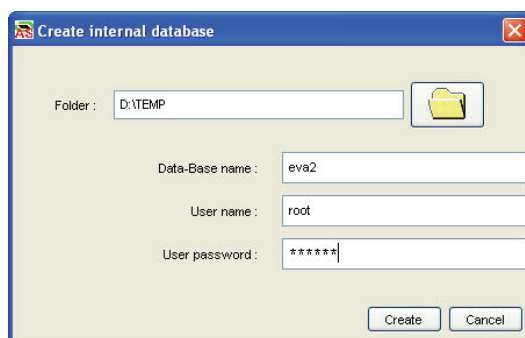 Create internal database
Folder : D:\TEMP
Data-Base name : eva2
User name : root
User password : ******
Create Cancel